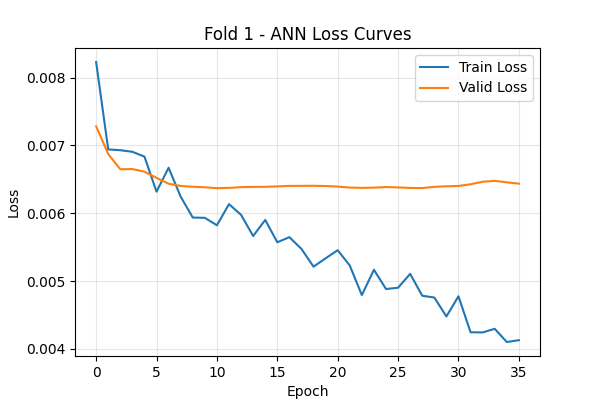 Fold 1 - ANN Loss Curves
Train Loss
Valid Loss
0.008
0.007
0.006
0.005
0.004
Loss
0 5 10 15 20 25 30 35
Epoch